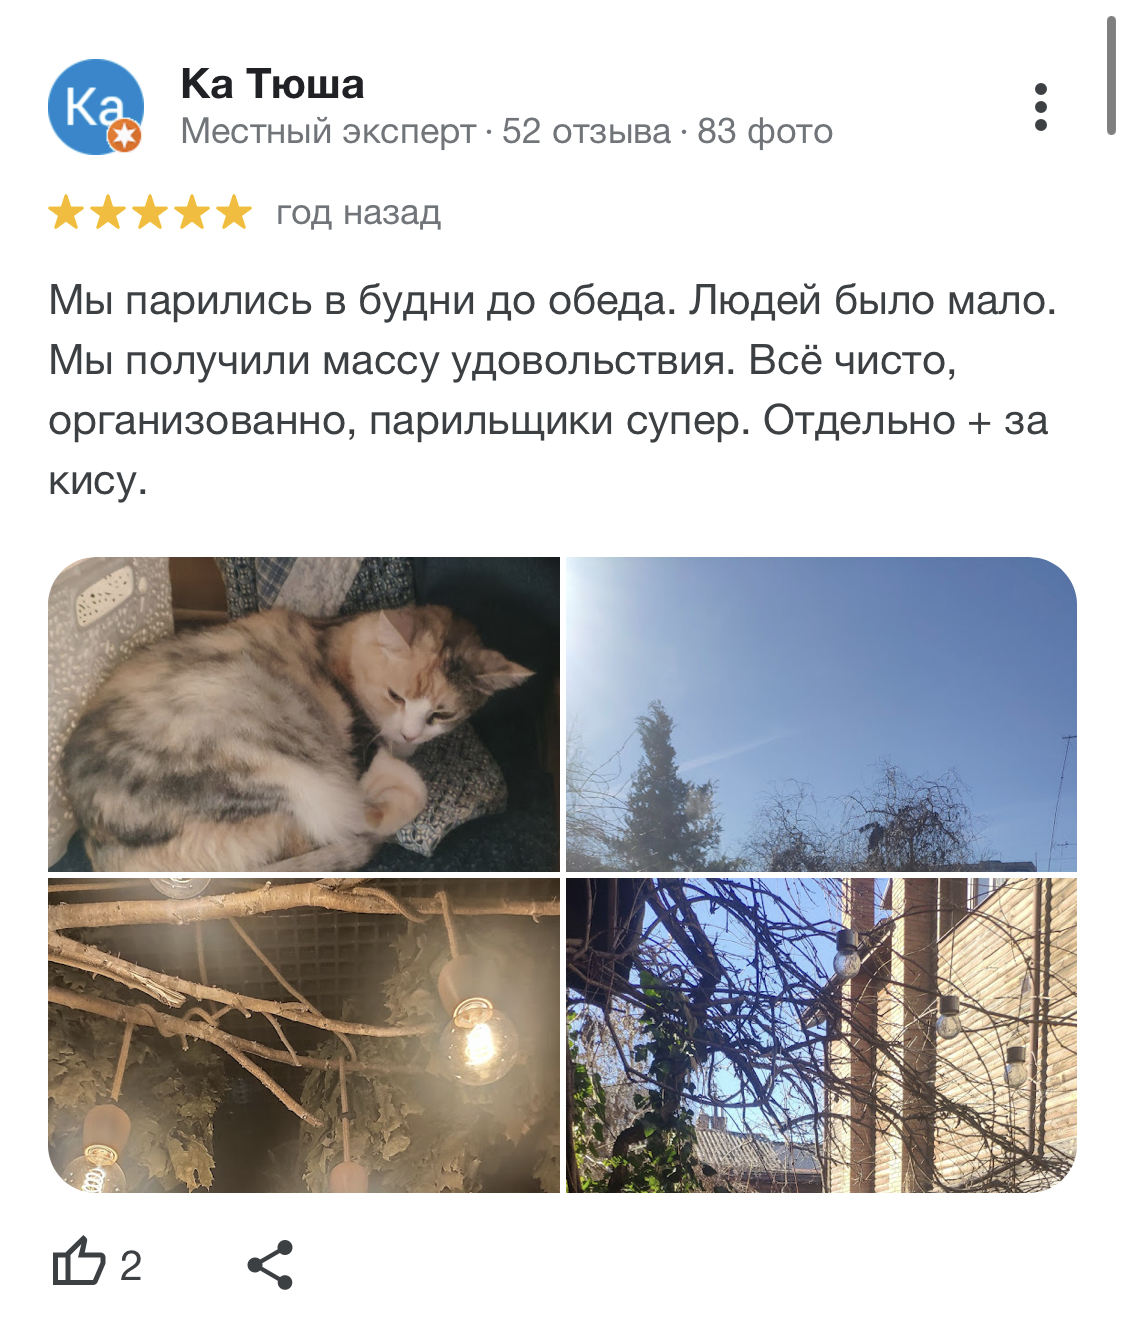 Ka
Ка Тюша
Местный эксперт · 52 отзыва · 83 фото
год назад
Мы парились в будни до обеда. Людей было мало.
Мы получили массу удовольствия. Всё чисто,
организованно, парильщики супер. Отдельно + за
кису.
2